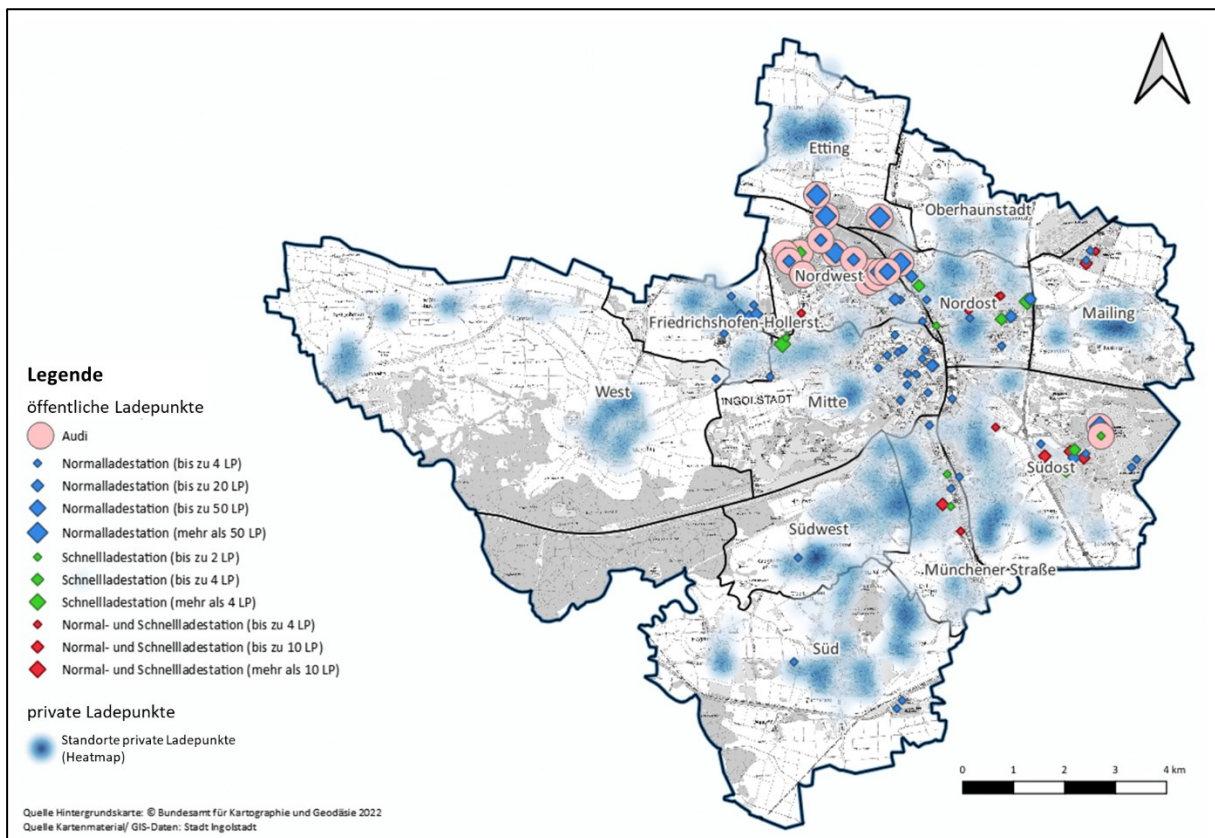 Etting
Oberhaunstadt
Nordwest
Nordost
Mailing
Friedrichshofen-Hollerst.
West
INGOLSTADT
Mitte
Südost
Südwest
Münchener Straße
Süd
Legende
öffentliche Ladepunkte
Audi
Normalladestation (bis zu 4 LP)
Normalladestation (bis zu 20 LP)
Normalladestation (bis zu 50 LP)
Normalladestation (mehr als 50 LP)
Schnellladestation (bis zu 2 LP)
Schnellladestation (bis zu 4 LP)
Schnellladestation (mehr als 4 LP)
Normal- und Schnellladestation (bis zu 4 LP)
Normal- und Schnellladestation (bis zu 10 LP)
Normal- und Schnellladestation (mehr als 10 LP)
private Ladepunkte
Standorte private Ladepunkte
(Heatmap)
0 1 2 3 4 km
Quelle Hintergrundskarte: © Bundesamt für Kartographie und Geodäsie 2022
Quelle Kartenmaterial/ GIS-Daten: Stadt Ingolstadt